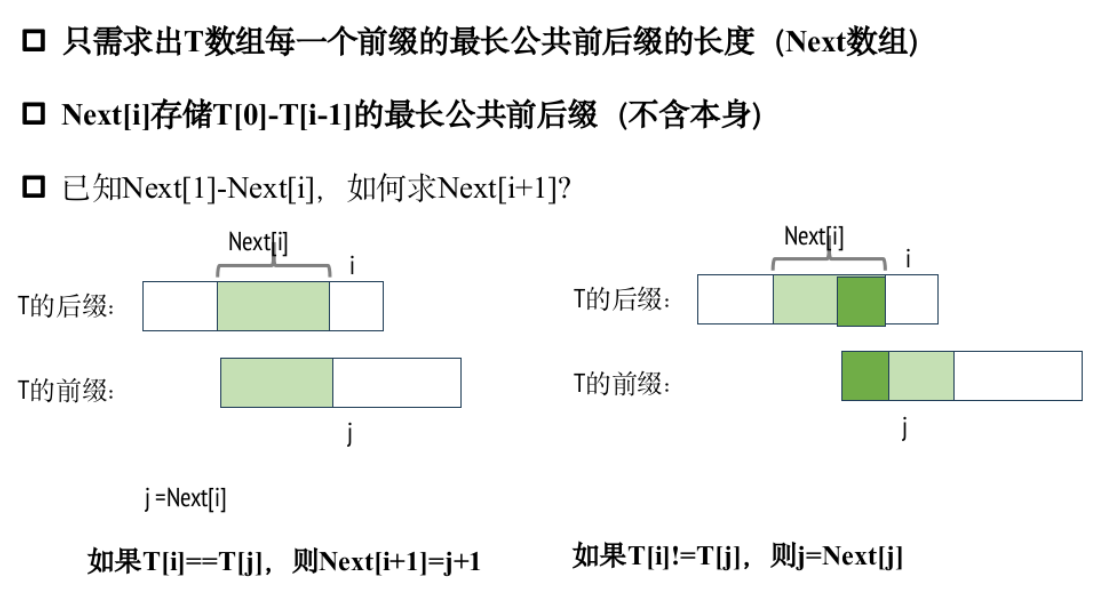 只需求出T数组每一个前缀的最长公共前后缀的长度（Next数组）
Next[i]存储T[0]-T[i-1]的最长公共前后缀（不含本身）
已知Next[1]-Next[i]，如何求Next[i+1]?
Next[i]
i
T的后缀：
T的前缀：
j
j =Next[i]
如果T[i]==T[j]，则Next[i+1]=j+1
Next[i]
i
T的后缀：
T的前缀：
j
如果T[i]!=T[j]，则j=Next[j]